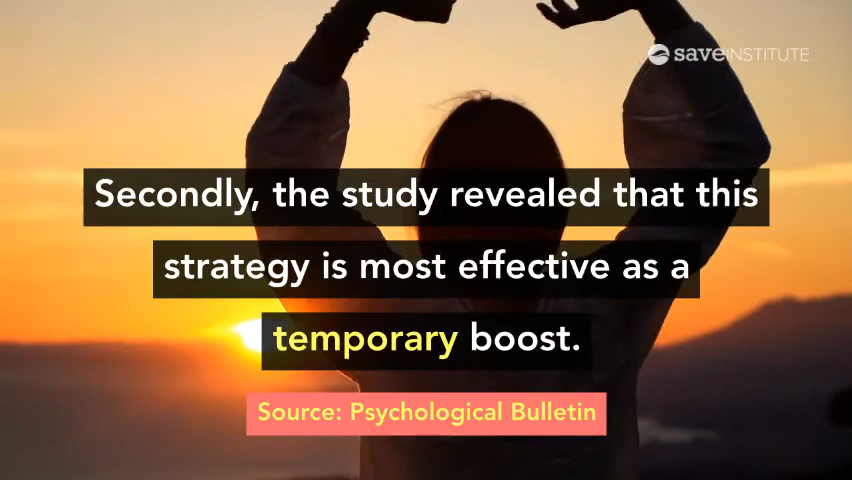 saveINSTITUTE
Secondly, the study revealed that this
strategy is most effective as a
temporary boost.
Source: Psychological Bulletin